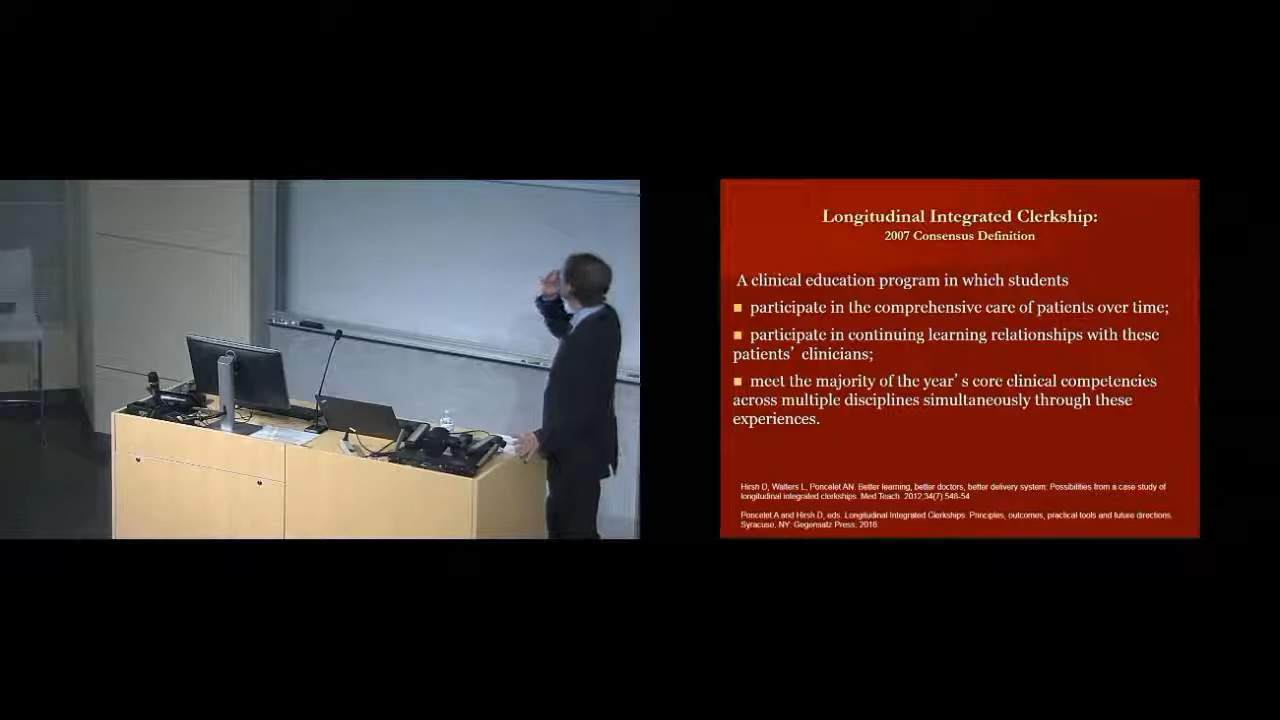 Longitudinal Integrated Clerkship:
2007 Consensus Definition
A clinical education program in which students
■ participate in the comprehensive care of patients over time;
■ participate in continuing learning relationships with these
patients' clinicians;
■ meet the majority of the year's core clinical competencies
across multiple disciplines simultaneously through these
experiences.
Hirsh D, Walters L, Poncelet AN. Better learning, better doctors, better delivery system: Possibilities from a case study of
longitudinal integrated clerkships. Med Teach. 2012;34(7):548-54
Poncelet A and Hirsh D, eds. Longitudinal Integrated Clerkships: Principles, outcomes, practical tools and future directions.
Syracuse, NY: Gegensatz Press, 2016.